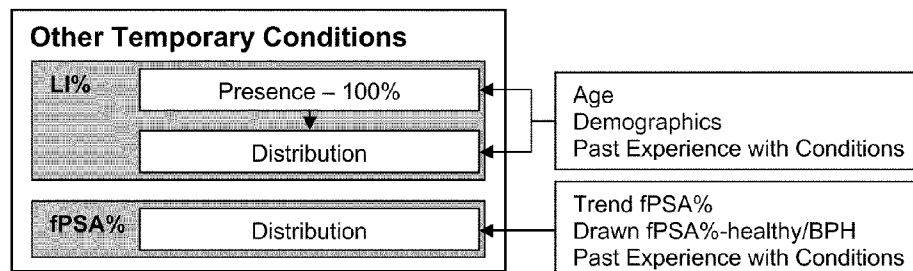 Other Temporary Conditions
LI%
Presence – 100%
Distribution
Age
Demographics
Past Experience with Conditions
fPSA%
Distribution
Trend fPSA%
Drawn fPSA%-healthy/BPH
Past Experience with Conditions